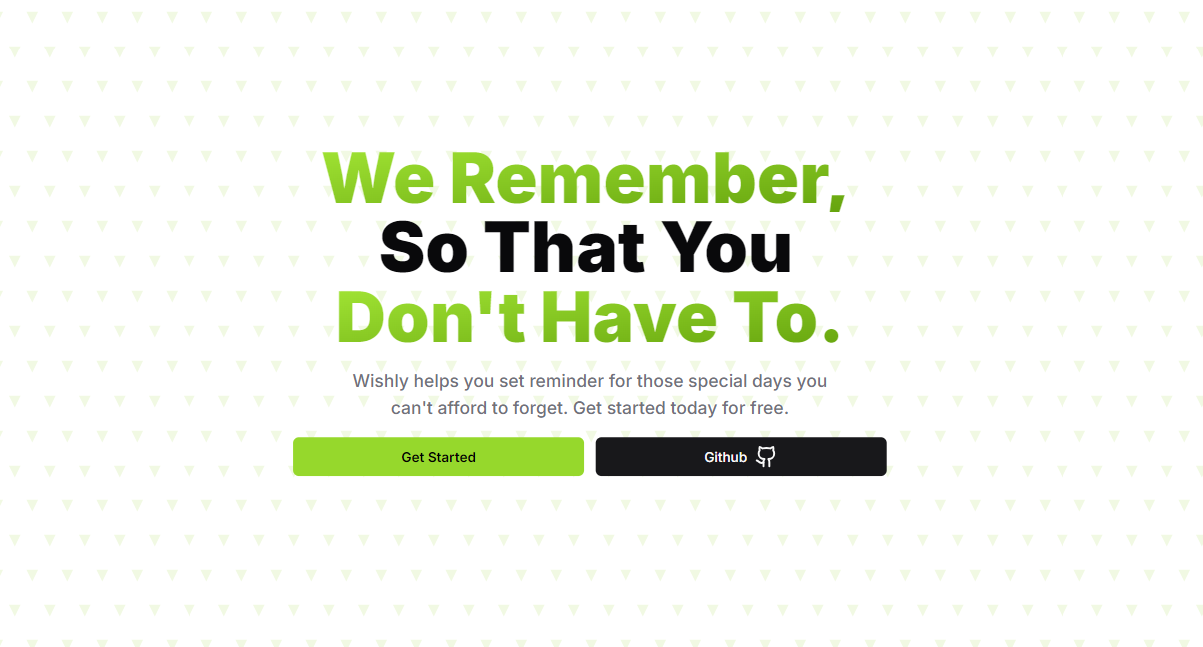 We Remember,
So That You
Don't Have To.
Wishly helps you set reminder for those special days you
can't afford to forget. Get started today for free.
Get Started
Github